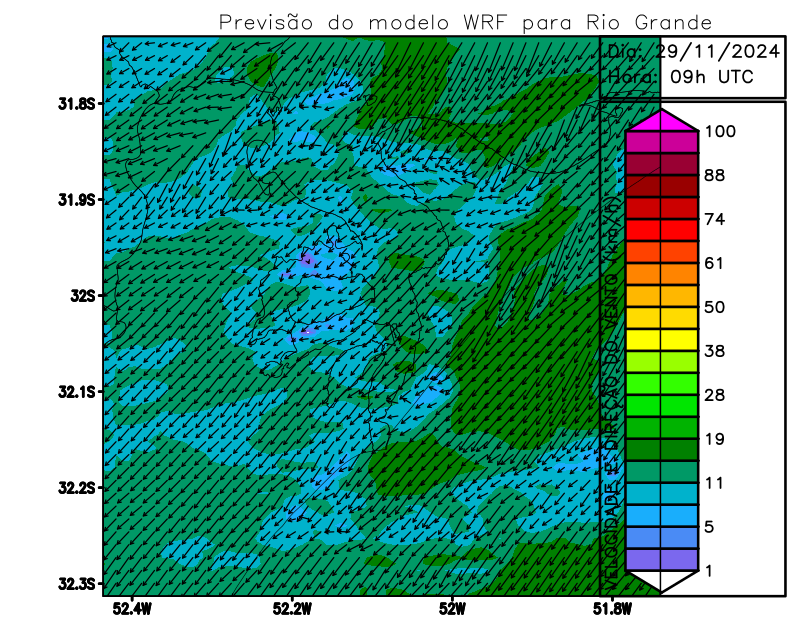 Previsão do modelo WRF para Rio Grande
Dia: 29/11/2024
Hora: 09h UTC
31.8S
31.9S
32S
32.1S
32.2S
32.3S
52.4W
52.2W
52W
51.8W
VELOCIDADE E DIREÇÃO DO VENTO (km/h)
100
88
74
61
50
38
28
19
11
5
1